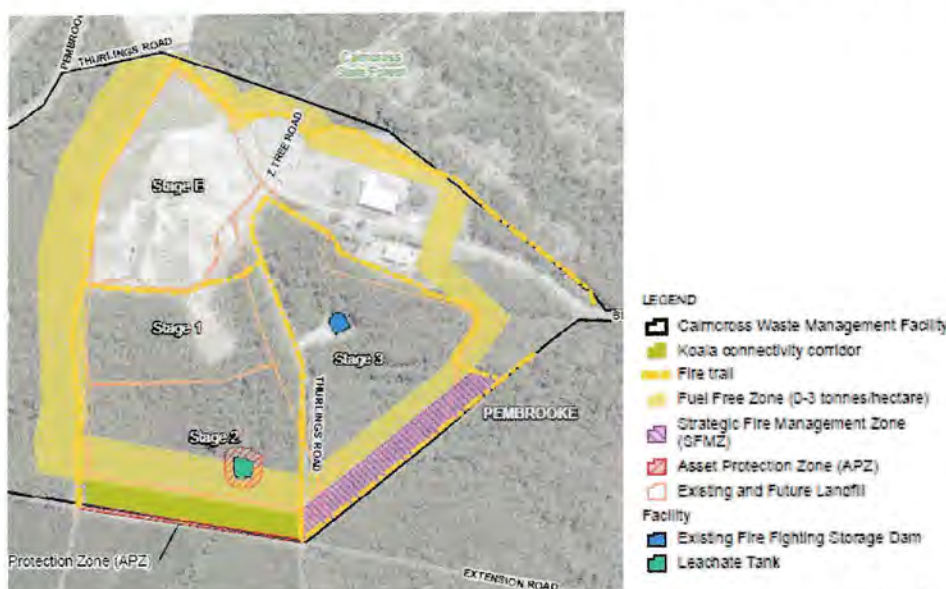 PEMBROOK
THURLINGS ROAD
Cairncross
State Forest
Z TREE ROAD
Stage E
Stage 1
Stage 3
Stage 2
THURLINGS ROAD
PEMBROOKE
Protection Zone (APZ)
EXTENSION ROAD
LEGEND
Cairncross Waste Management Facility
Koala connectivity corridor
Fire trail
Fuel Free Zone (0-3 tonnes/hectare)
Strategic Fire Management Zone
(SFMZ)
Asset Protection Zone (APZ)
Existing and Future Landfill
Facility
Existing Fire Fighting Storage Dam
Leachate Tank